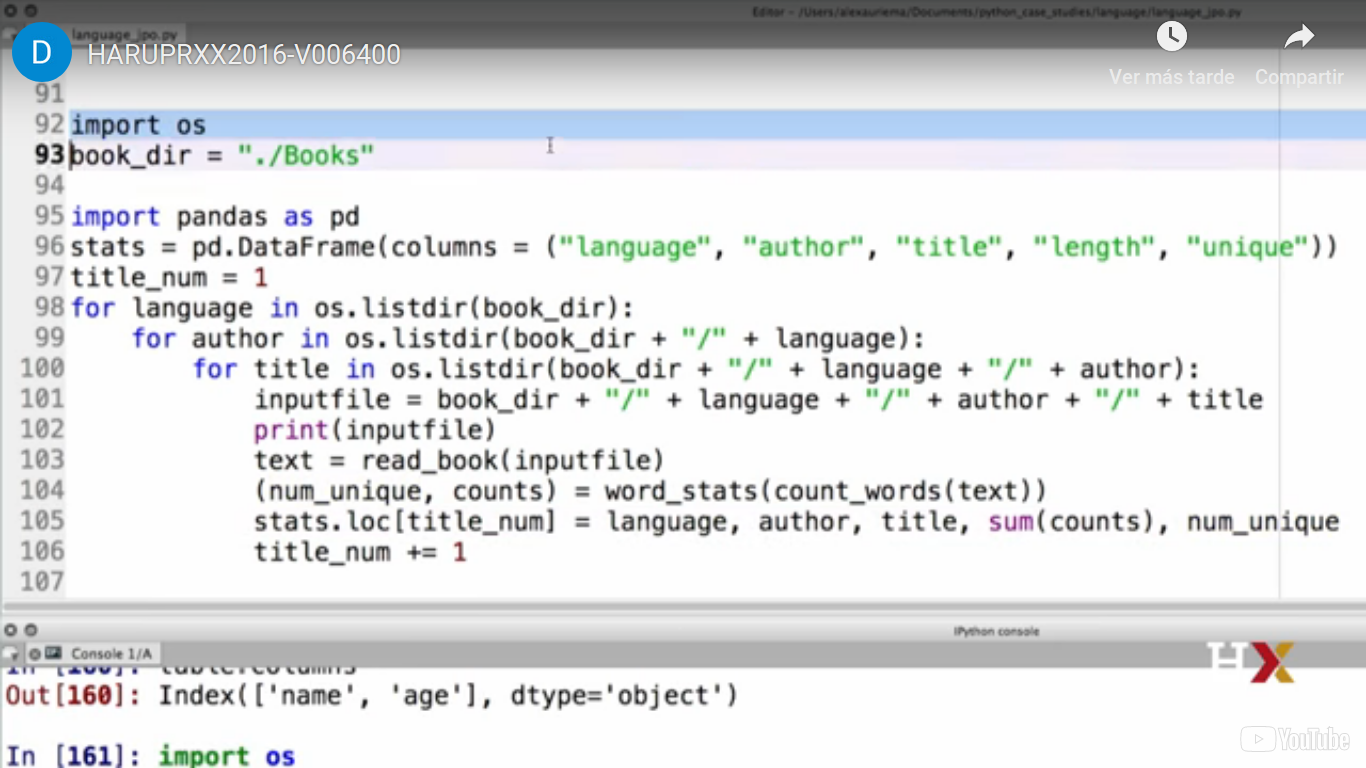 Editor - /Users/alexauriema/Documents/python_case_studies/language/language_jpo.py
language_jpo.py
D HARUPRXX2016-V006400
Ver más tarde Compartir
91
92 import os
93 book_dir = "./Books"
94
95 import pandas as pd
96 stats = pd.DataFrame(columns = ("language", "author", "title", "length", "unique"))
97 title_num = 1
98 for language in os.listdir(book_dir):
99     for author in os.listdir(book_dir + "/" + language):
100         for title in os.listdir(book_dir + "/" + language + "/" + author):
101             inputfile = book_dir + "/" + language + "/" + author + "/" + title
102             print(inputfile)
103             text = read_book(inputfile)
104             (num_unique, counts) = word_stats(count_words(text))
105             stats.loc[title_num] = language, author, title, sum(counts), num_unique
106             title_num += 1
107
IPython console
Console 1/A
HX
In [160]: table.columns
Out[160]: Index(['name', 'age'], dtype='object')
In [161]: import os
YouTube